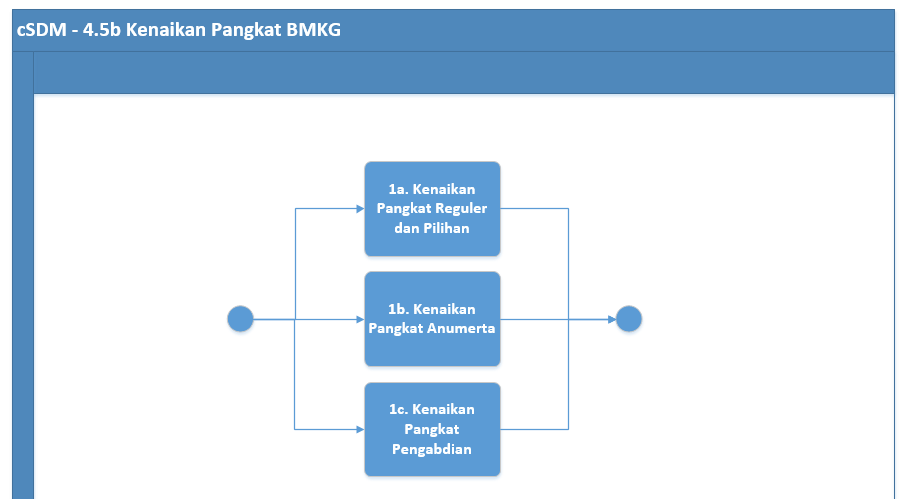 cSDM - 4.5b Kenaikan Pangkat BMKG
1a. Kenaikan
Pangkat Reguler
dan Pilihan
1b. Kenaikan
Pangkat Anumerta
1c. Kenaikan
Pangkat
Pengabdian